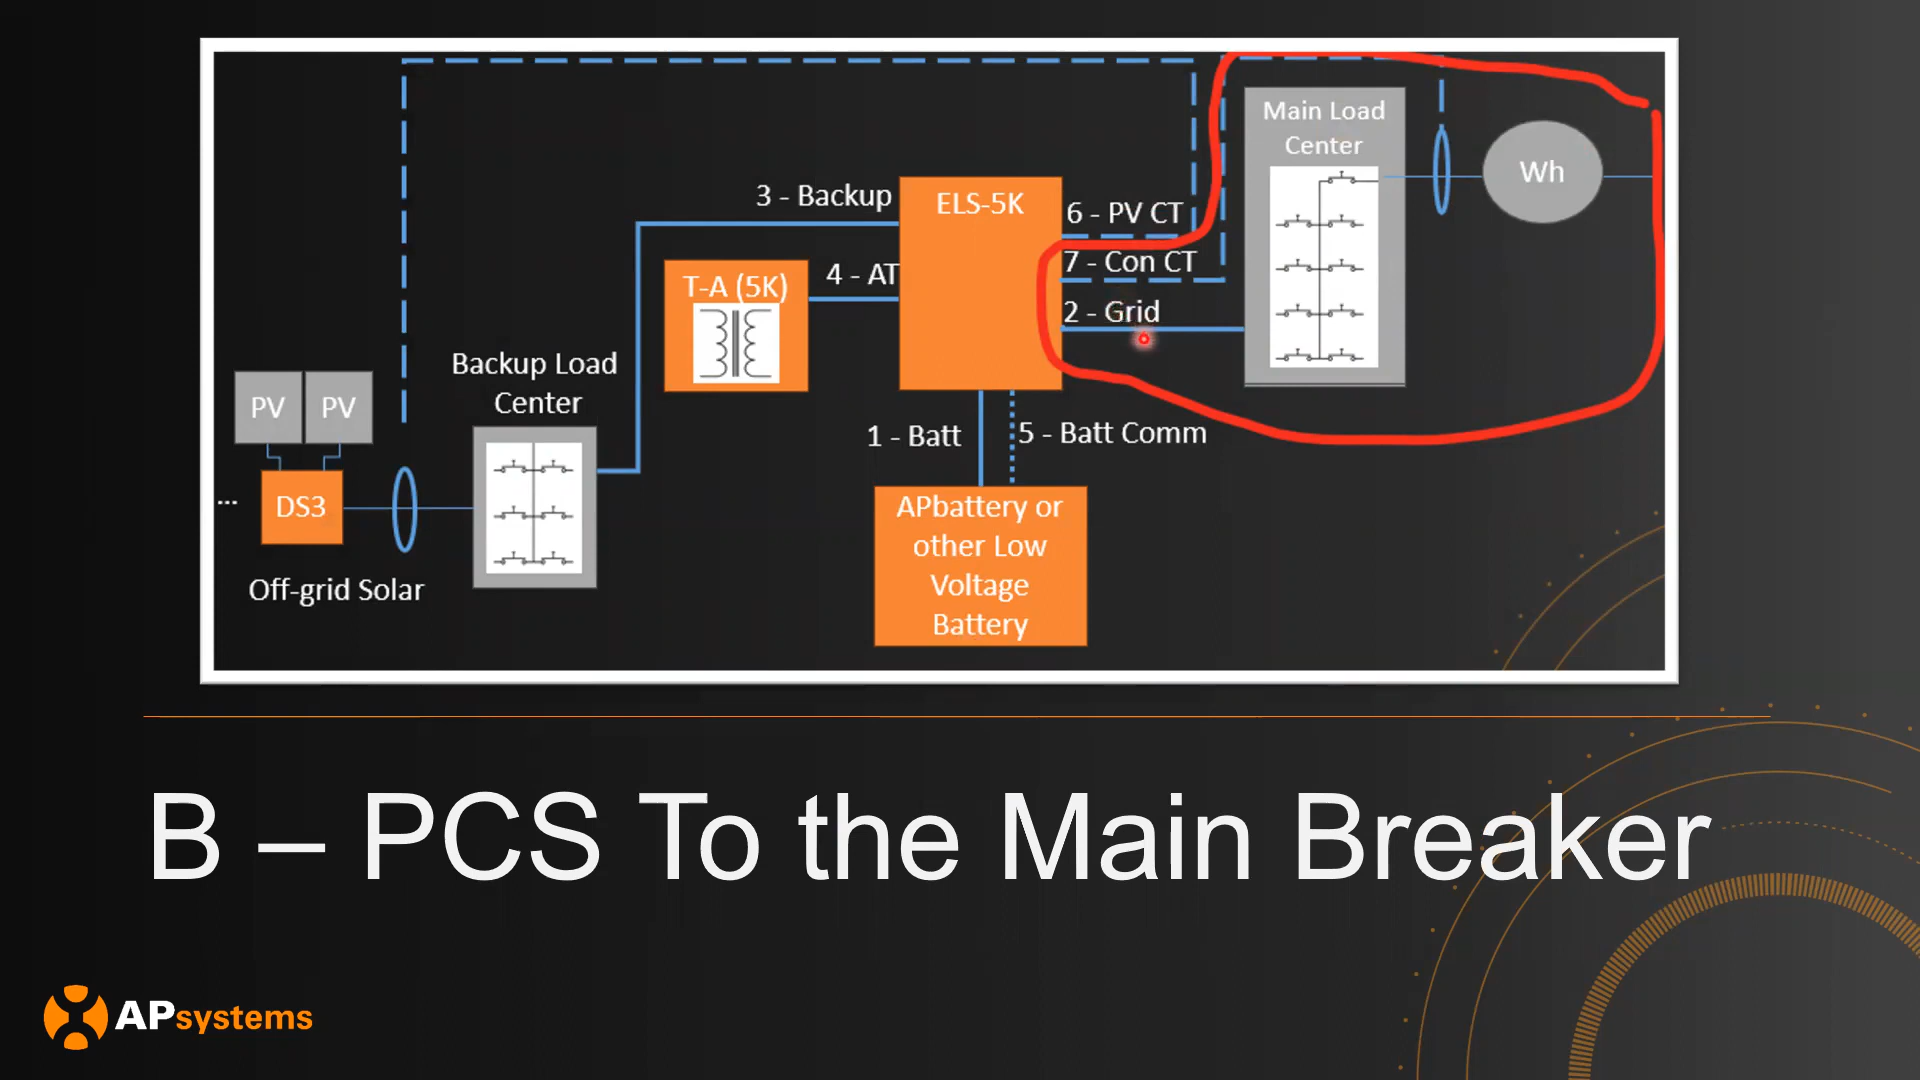 Main Load
Center
Wh
3 - Backup
ELS-5K
6 - PV CT
7 - Con CT
2 - Grid
T-A (5K)
4 - AT
Backup Load
Center
PV PV
DS3
...
Off-grid Solar
1 - Batt
5 - Batt Comm
APbattery or
other Low
Voltage
Battery
B – PCS To the Main Breaker
APsystems